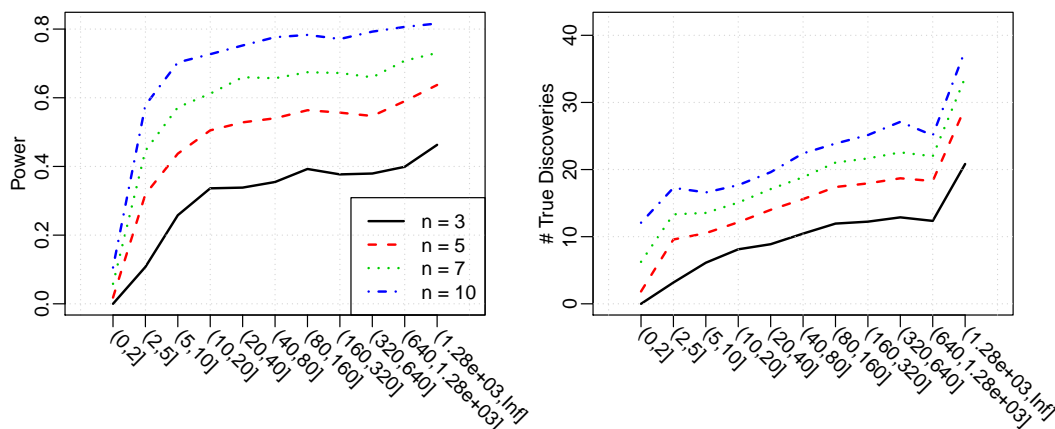 Power
0.0
0.2
0.4
0.6
0.8
n = 3
n = 5
n = 7
n = 10
(0,2]
(2,5]
(5,10]
(10,20]
(20,40]
(40,80]
(80,160]
(160,320]
(320,640]
(640,1.28e+03]
(1.28e+03,Inf]
# True Discoveries
0
10
20
30
40
(0,2]
(2,5]
(5,10]
(10,20]
(20,40]
(40,80]
(80,160]
(160,320]
(320,640]
(640,1.28e+03]
(1.28e+03,Inf]